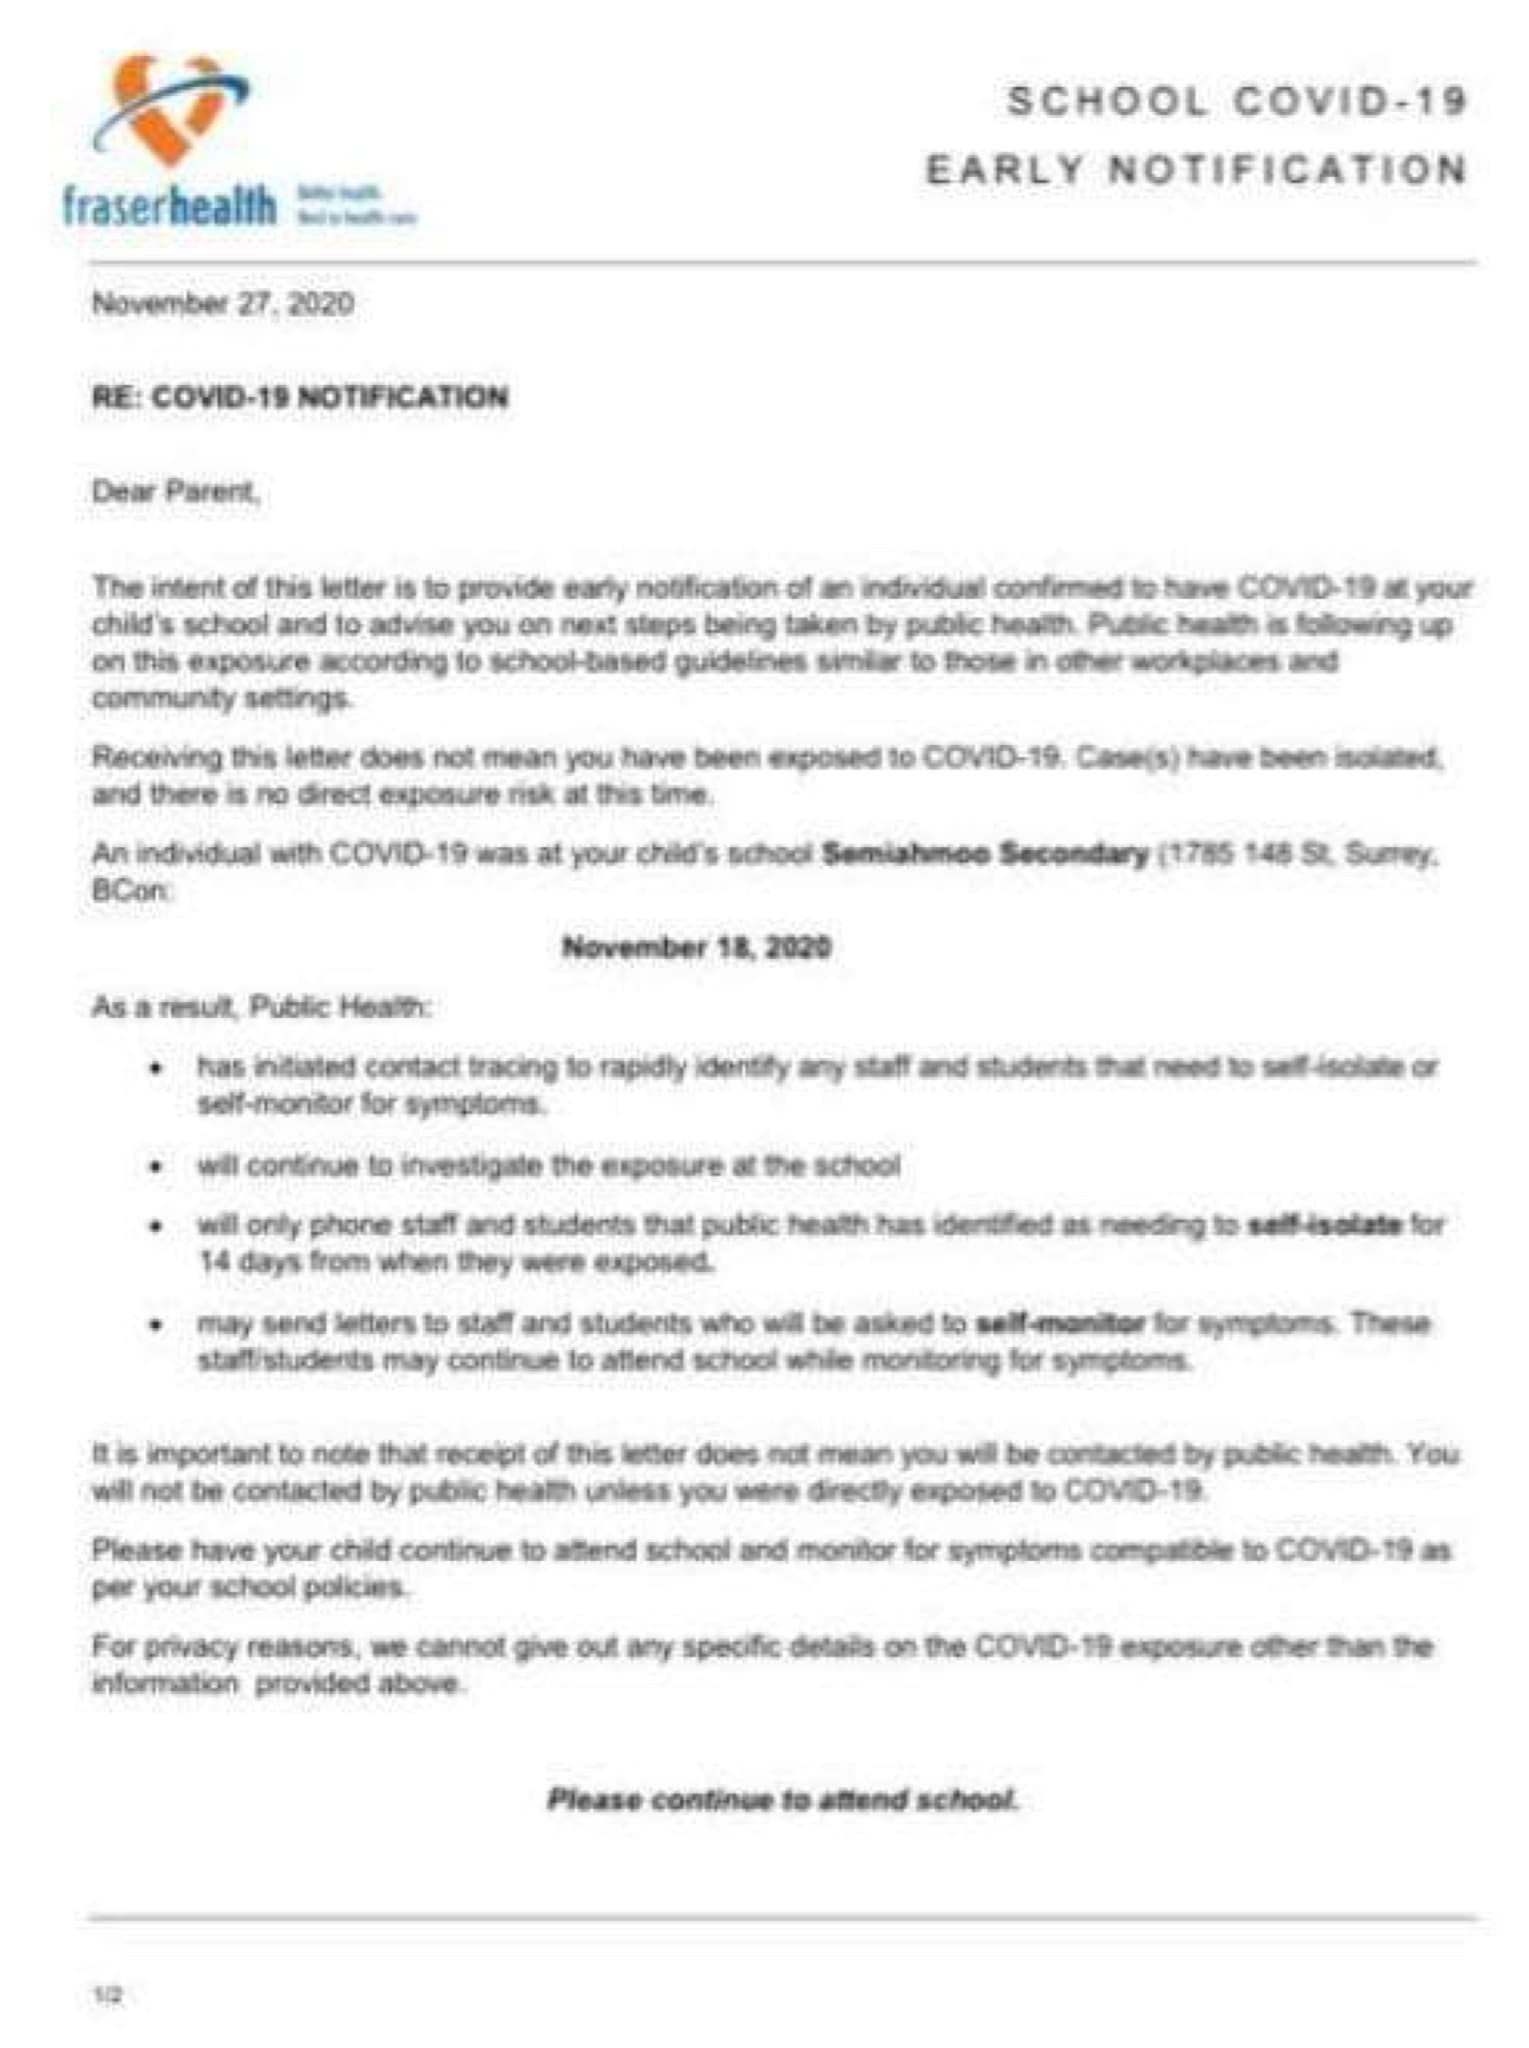 SCHOOL COVID-19
EARLY NOTIFICATION
fraserhealth
Better health.
Best in health care.
November 27, 2020
RE: COVID-19 NOTIFICATION
Dear Parent,
The intent of this letter is to provide early notification of an individual confirmed to have COVID-19 at your
child's school and to advise you on next steps being taken by public health. Public health is following up
on this exposure according to school-based guidelines similar to those in other workplaces and
community settings.
Receiving this letter does not mean you have been exposed to COVID-19. Case(s) have been isolated,
and there is no direct exposure risk at this time.
An individual with COVID-19 was at your child's school Semiahmoo Secondary (1785 148 St, Surrey,
BCon:
November 18, 2020
As a result, Public Health:
• has initiated contact tracing to rapidly identify any staff and students that need to self-isolate or
self-monitor for symptoms.
• will continue to investigate the exposure at the school
• will only phone staff and students that public health has identified as needing to self-isolate for
14 days from when they were exposed.
• may send letters to staff and students who will be asked to self-monitor for symptoms. These
staff/students may continue to attend school while monitoring for symptoms.
It is important to note that receipt of this letter does not mean you will be contacted by public health. You
will not be contacted by public health unless you were directly exposed to COVID-19.
Please have your child continue to attend school and monitor for symptoms compatible to COVID-19 as
per your school policies.
For privacy reasons, we cannot give out any specific details on the COVID-19 exposure other than the
information provided above.
Please continue to attend school.
1/2